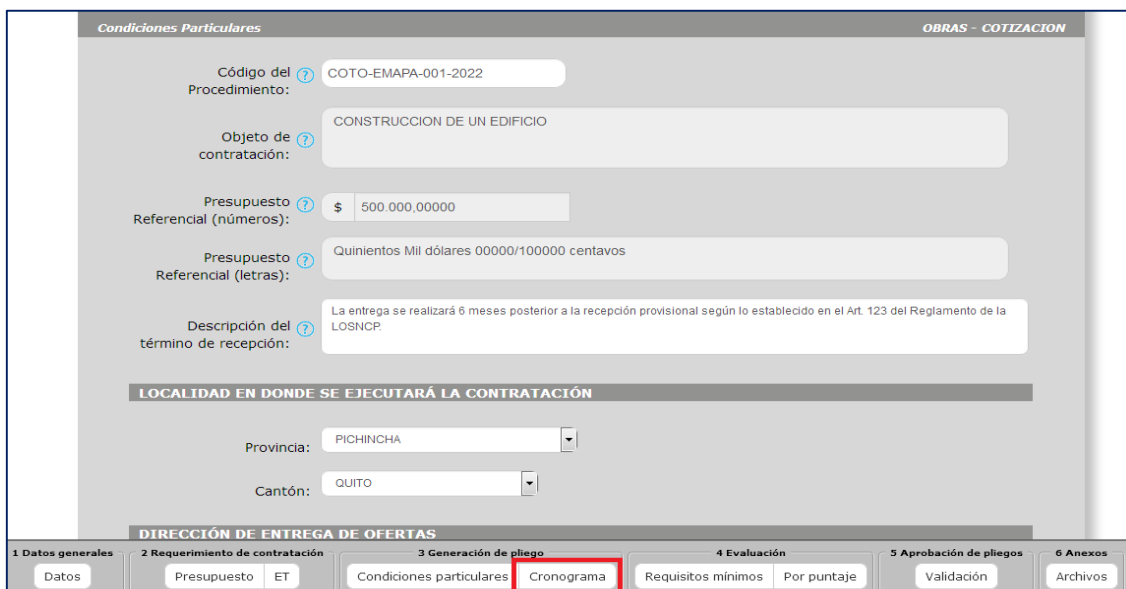 Condiciones Particulares OBRAS - COTIZACION
Código del Procedimiento: ? COTO-EMAPA-001-2022
Objeto de contratación: ? CONSTRUCCION DE UN EDIFICIO
Presupuesto Referencial (números): ? $ 500.000,00000
Presupuesto Referencial (letras): ? Quinientos Mil dólares 00000/100000 centavos
Descripción del término de recepción: ? La entrega se realizará 6 meses posterior a la recepción provisional según lo establecido en el Art. 123 del Reglamento de la
LOSNCP.
LOCALIDAD EN DONDE SE EJECUTARÁ LA CONTRATACIÓN
Provincia: PICHINCHA
Cantón: QUITO
DIRECCIÓN DE ENTREGA DE OFERTAS
1 Datos generales 2 Requerimiento de contratación 3 Generación de pliego 4 Evaluación 5 Aprobación de pliegos 6 Anexos
Datos Presupuesto ET Condiciones particulares Cronograma Requisitos mínimos Por puntaje Validación Archivos